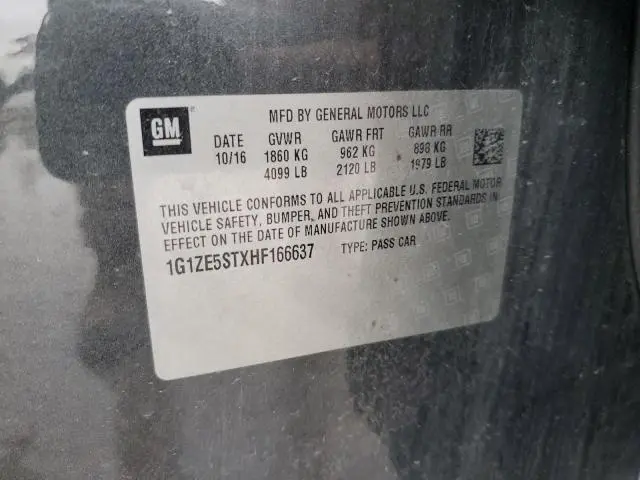 GM
MFD BY GENERAL MOTORS LLC
DATE GVWR GAWR FRT GAWR RR
10/16 1860 KG 962 KG 898 KG
4099 LB 2120 LB 1979 LB
THIS VEHICLE CONFORMS TO ALL APPLICABLE U.S. FEDERAL MOTOR
VEHICLE SAFETY, BUMPER, AND THEFT PREVENTION STANDARDS IN
EFFECT ON THE DATE OF MANUFACTURE SHOWN ABOVE.
1G1ZE5STXHF166637 TYPE: PASS CAR